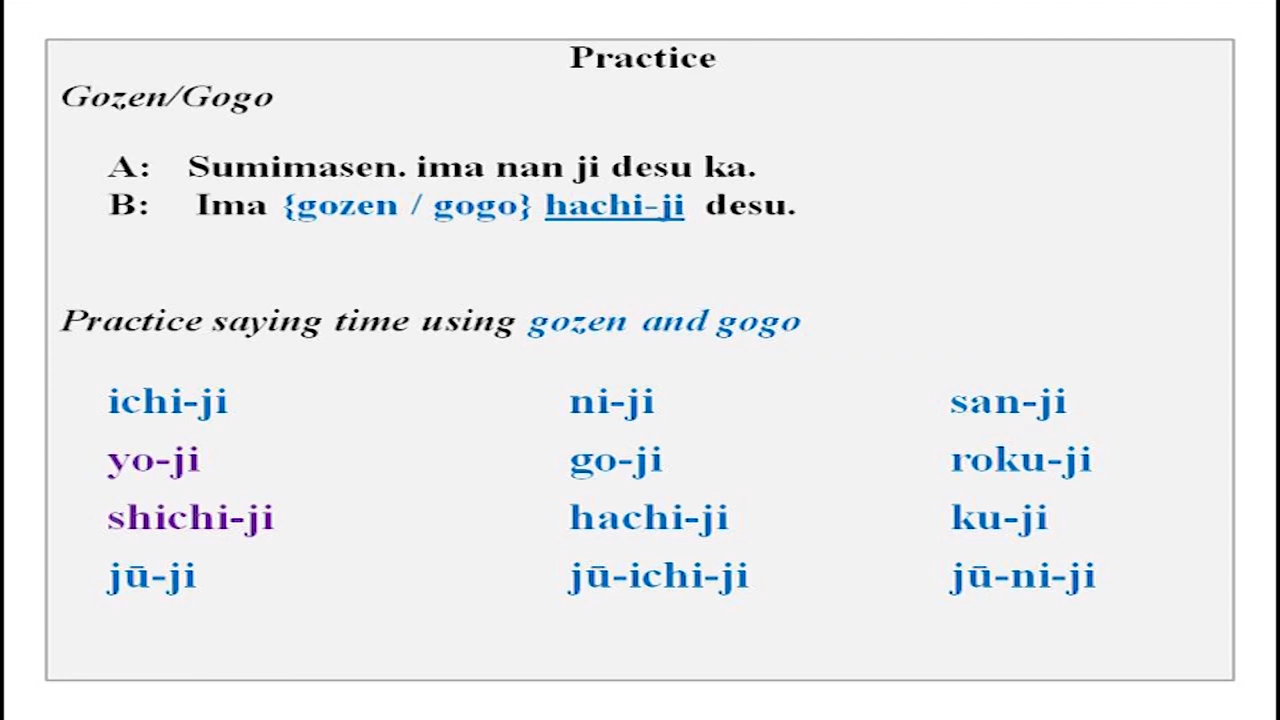 Practice
Gozen/Gogo
A: Sumimasen. ima nan ji desu ka.
B: Ima {gozen / gogo} hachi-ji desu.
Practice saying time using gozen and gogo
ichi-ji ni-ji san-ji
yo-ji go-ji roku-ji
shichi-ji hachi-ji ku-ji
jū-ji jū-ichi-ji jū-ni-ji